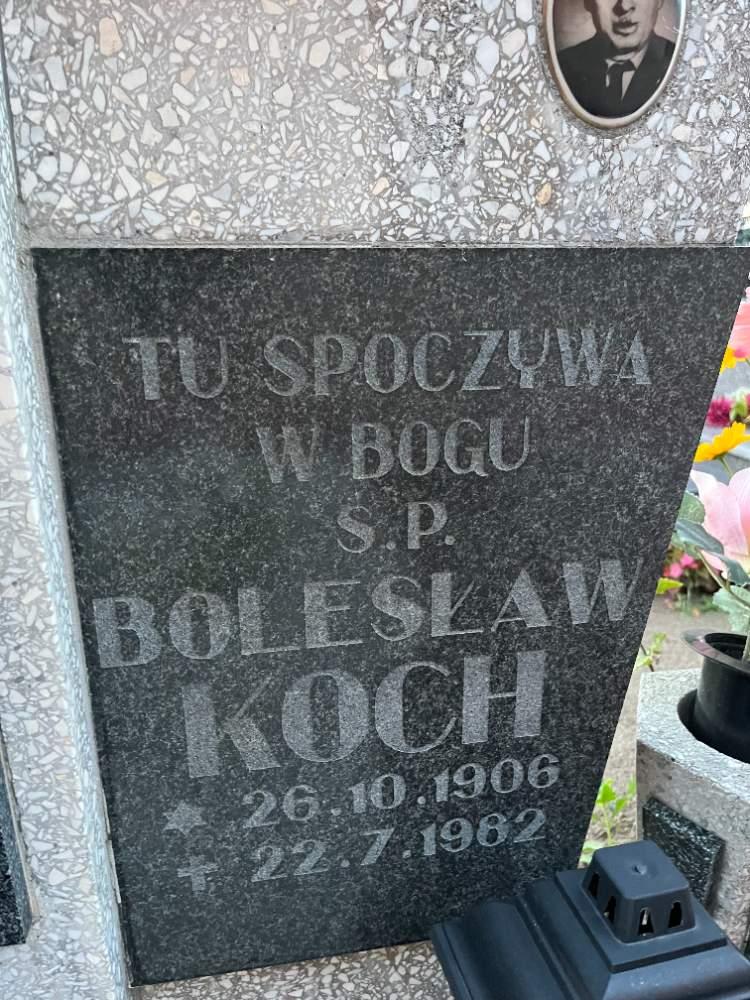 TU SPOCZYWA
W BOGU
Ś.P.
BOLESŁAW
KOCH
★ 26.10.1906
✝ 22.7.1982